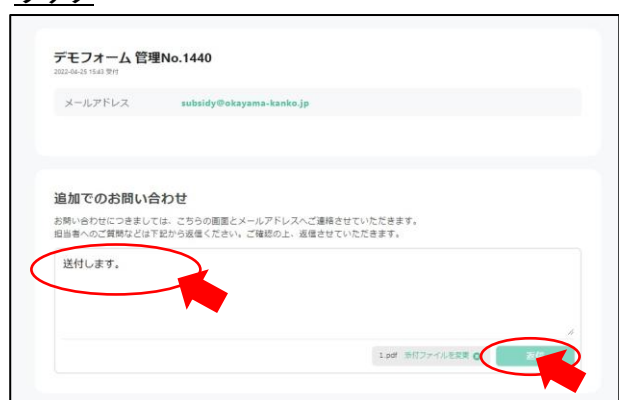 デモフォーム 管理No.1440
2022-04-25 15:43 受付
メールアドレス subsidy@okayama-kanko.jp
追加でのお問い合わせ
お問い合わせにつきましては、こちらの画面とメールアドレスへご連絡させていただきます。
担当者へのご質問などは下記から返信ください。ご確認の上、返信させていただきます。
送付します。
1.pdf 添付ファイルを変更